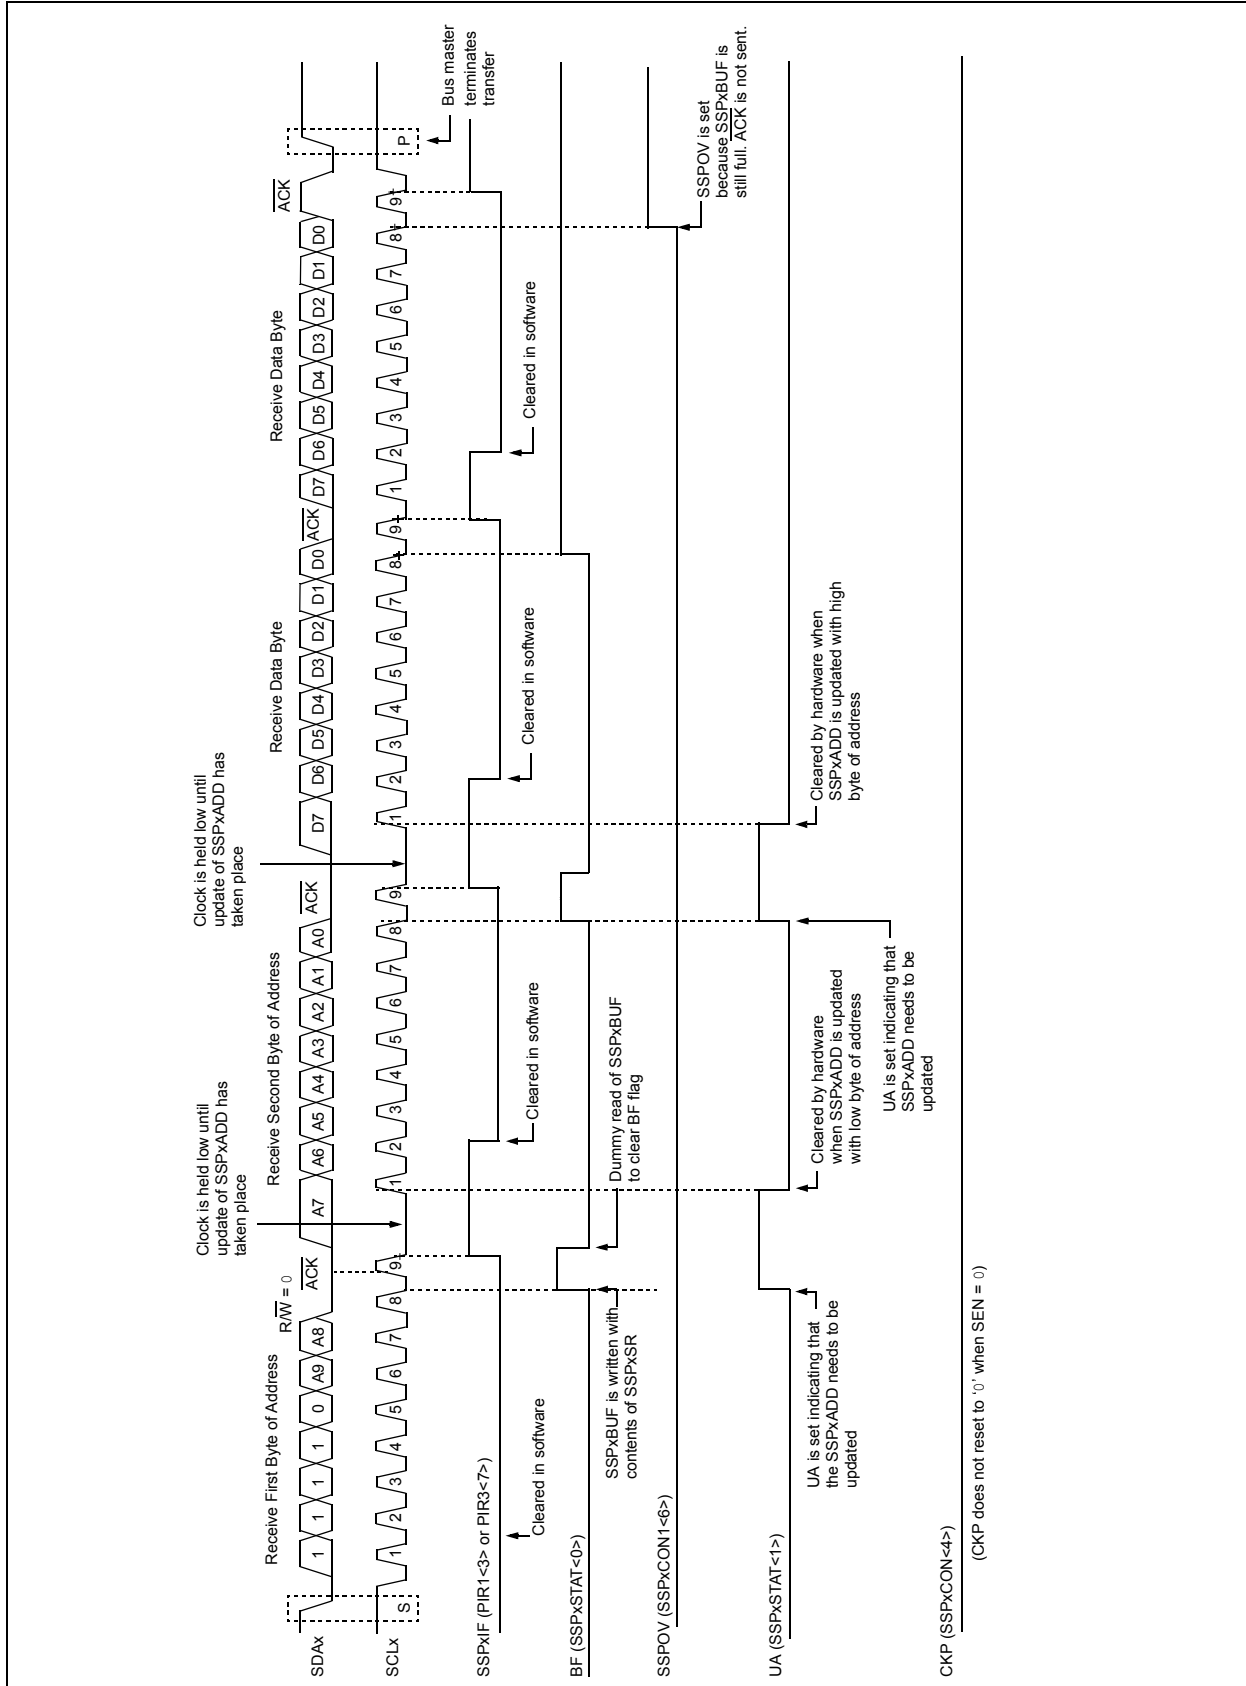 Clock is held low until
update of SSPxADD has
taken place
Clock is held low until
update of SSPxADD has
taken place
Receive First Byte of Address
R/W = 0
ACK
Receive Second Byte of Address
ACK
Receive Data Byte
ACK
Receive Data Byte
ACK
SDAx
1 1 1 1 0 A9 A8 A7 A6 A5 A4 A3 A2 A1 A0 D7 D6 D5 D4 D3 D2 D1 D0 D7 D6 D5 D4 D3 D2 D1 D0
SCLx
S 1 2 3 4 5 6 7 8 9 1 2 3 4 5 6 7 8 9 1 2 3 4 5 6 7 8 9 1 2 3 4 5 6 7 8 9 P
Bus master
terminates
transfer
SSPxIF (PIR1<3> or PIR3<7>)
Cleared in software
Cleared in software
Cleared in software
Cleared in software
BF (SSPxSTAT<0>)
SSPxBUF is written with
contents of SSPxSR
Dummy read of SSPxBUF
to clear BF flag
SSPOV (SSPxCON1<6>)
SSPOV is set
because SSPxBUF is
still full. ACK is not sent.
UA (SSPxSTAT<1>)
UA is set indicating that
the SSPxADD needs to be
updated
Cleared by hardware
when SSPxADD is updated
with low byte of address
UA is set indicating that
SSPxADD needs to be
updated
Cleared by hardware when
SSPxADD is updated with high
byte of address
CKP (SSPxCON<4>)
(CKP does not reset to ‘0’ when SEN = 0)